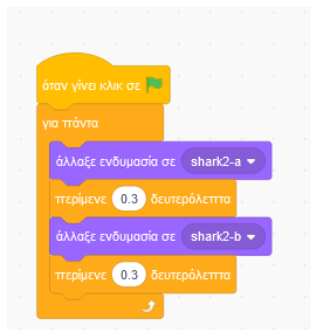 όταν γίνει κλικ σε
για πάντα
άλλαξε ενδυμασία σε shark2-a
περίμενε 0.3 δευτερόλεπτα
άλλαξε ενδυμασία σε shark2-b
περίμενε 0.3 δευτερόλεπτα